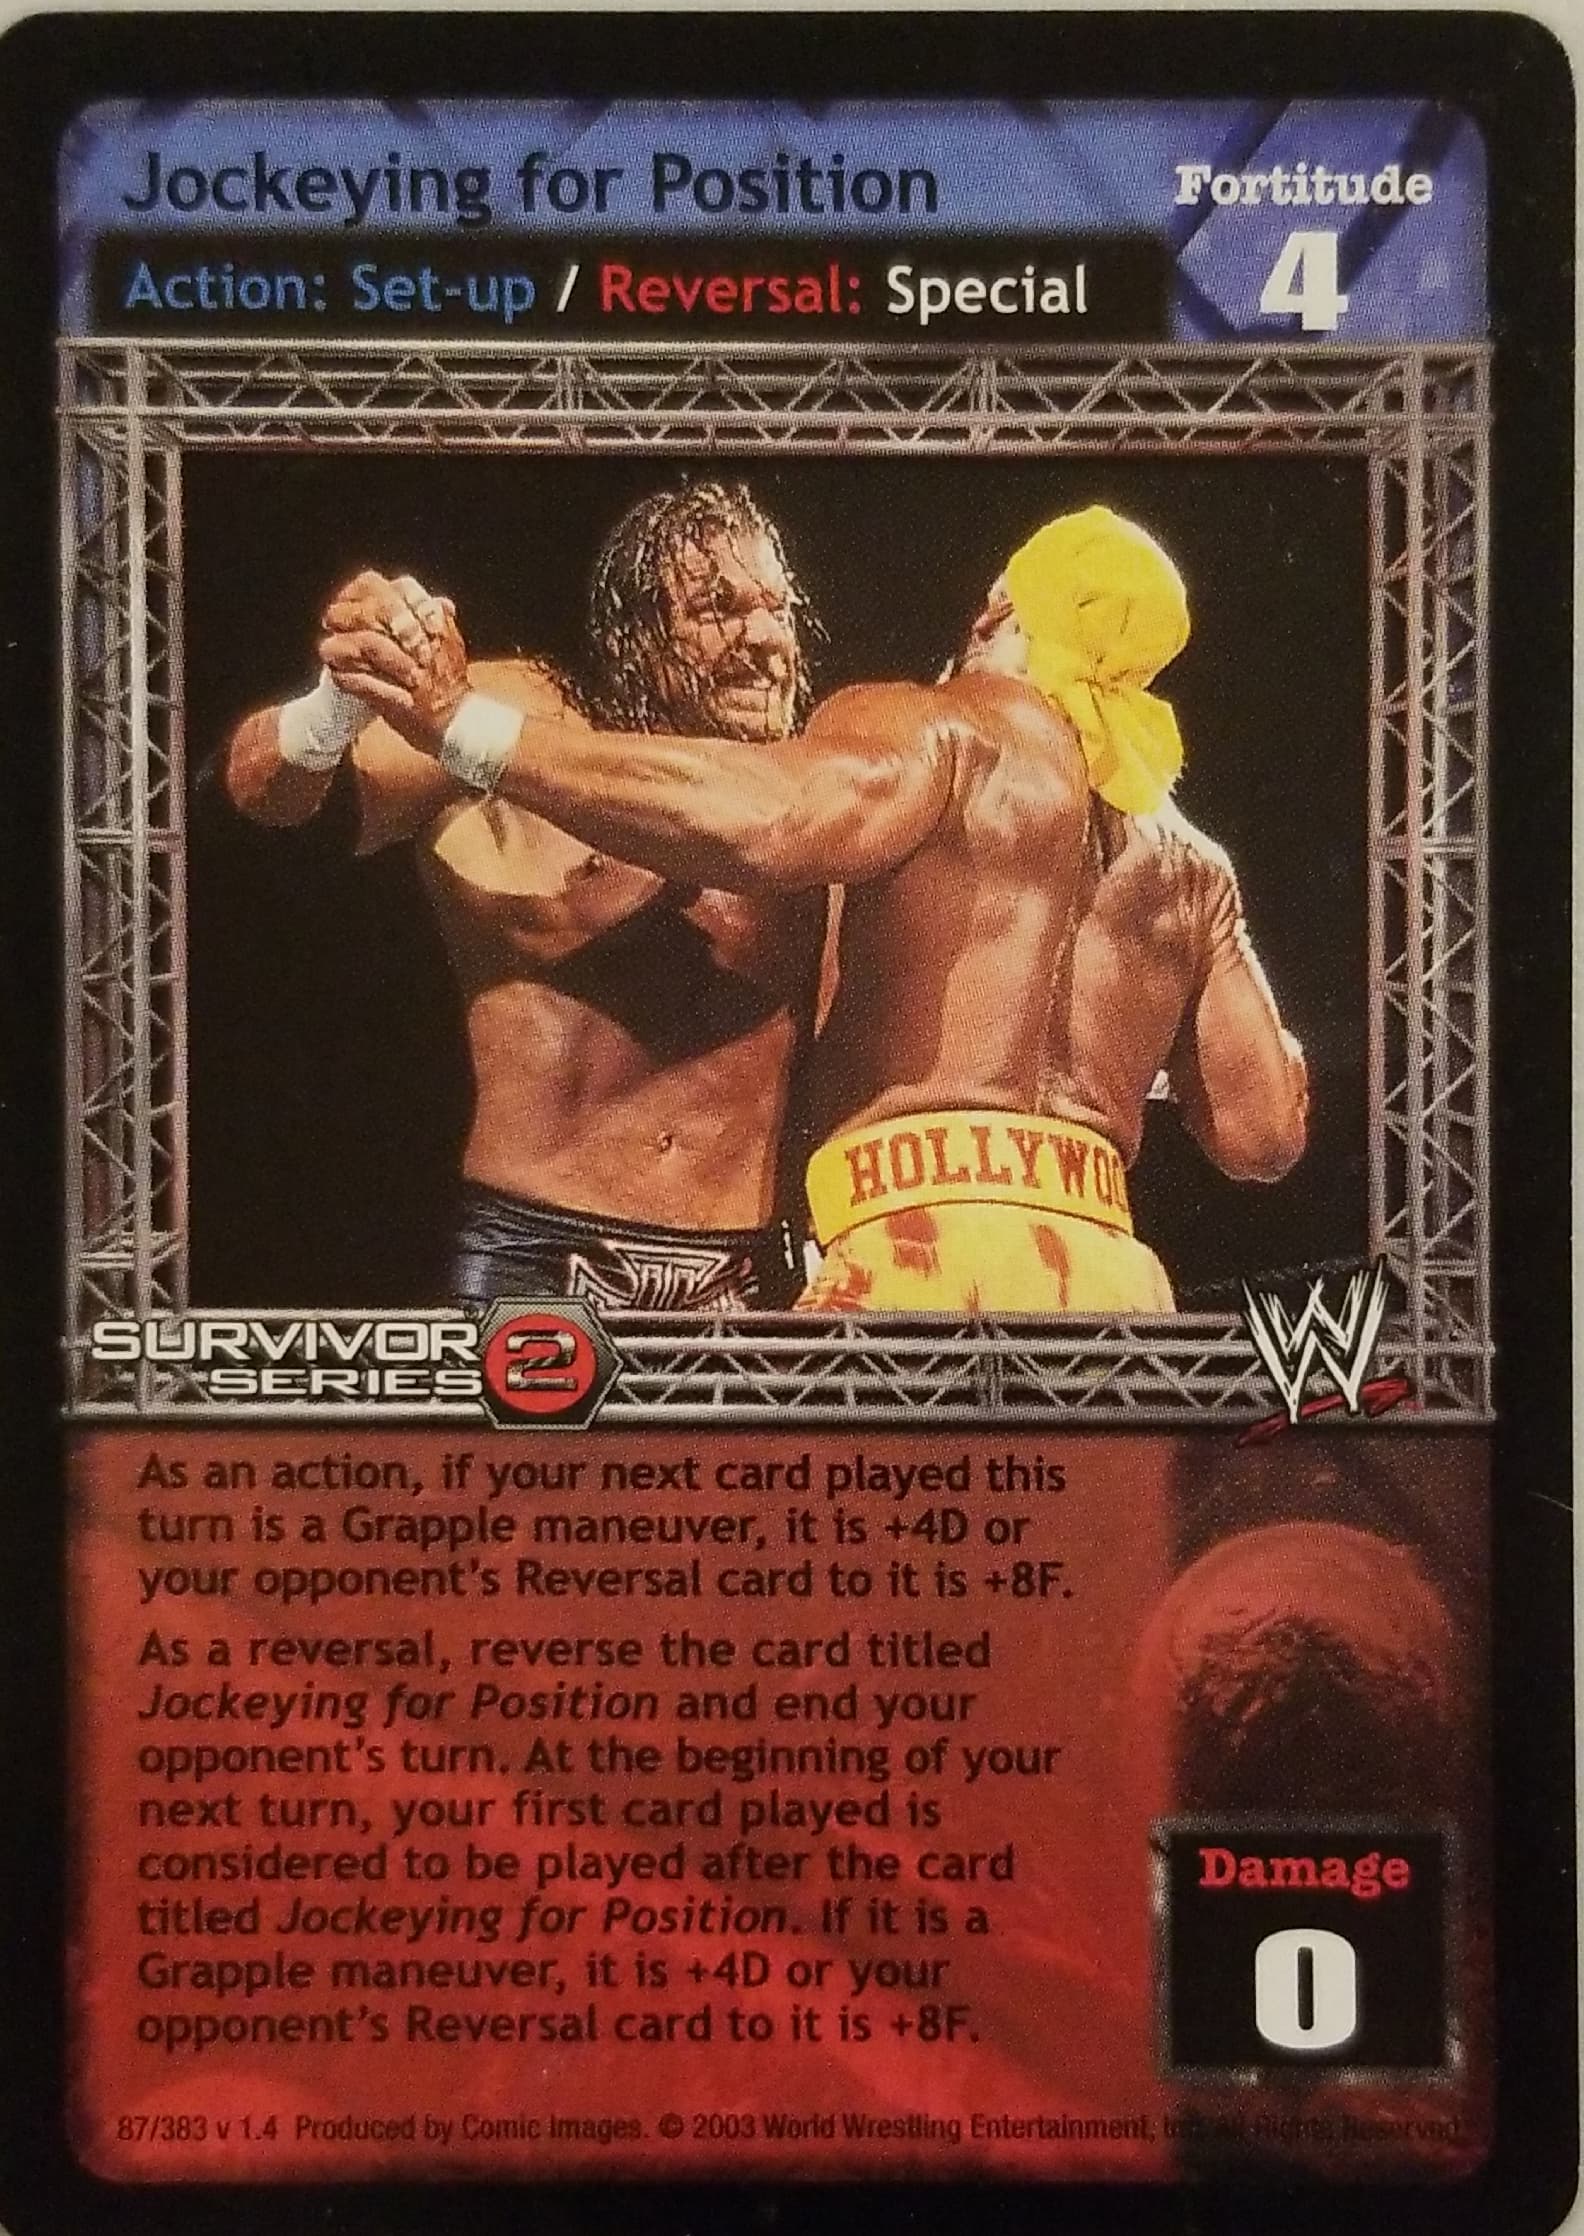 Jockeying for Position
Fortitude
4
Action: Set-up / Reversal: Special
HOLLYWOO
SURVIVOR
SERIES 2
W
As an action, if your next card played this
turn is a Grapple maneuver, it is +4D or
your opponent's Reversal card to it is +8F.
As a reversal, reverse the card titled
Jockeying for Position and end your
opponent's turn. At the beginning of your
next turn, your first card played is
considered to be played after the card
titled Jockeying for Position. If it is a
Grapple maneuver, it is +4D or your
opponent's Reversal card to it is +8F.
Damage
0
87/383 v 1.4 Produced by Comic Images. © 2003 World Wrestling Entertainment, Inc. All Rights Reserved.